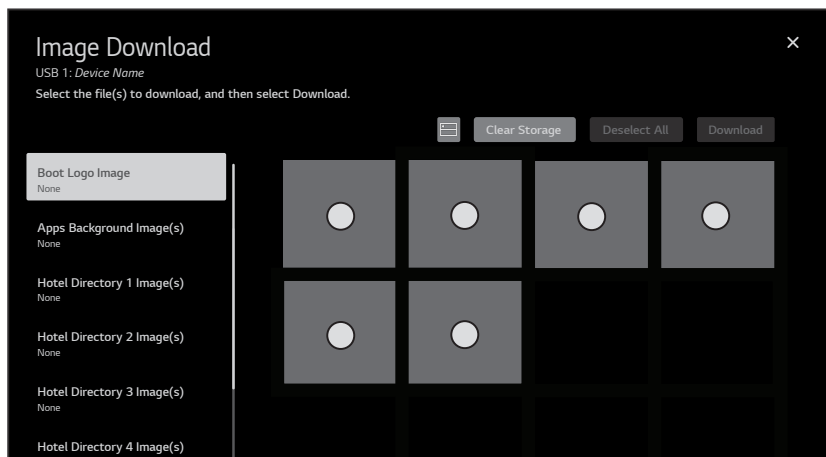 Image Download
USB 1: Device Name
Select the file(s) to download, and then select Download.
Clear Storage
Deselect All
Download
Boot Logo Image
None
Apps Background Image(s)
None
Hotel Directory 1 Image(s)
None
Hotel Directory 2 Image(s)
None
Hotel Directory 3 Image(s)
None
Hotel Directory 4 Image(s)